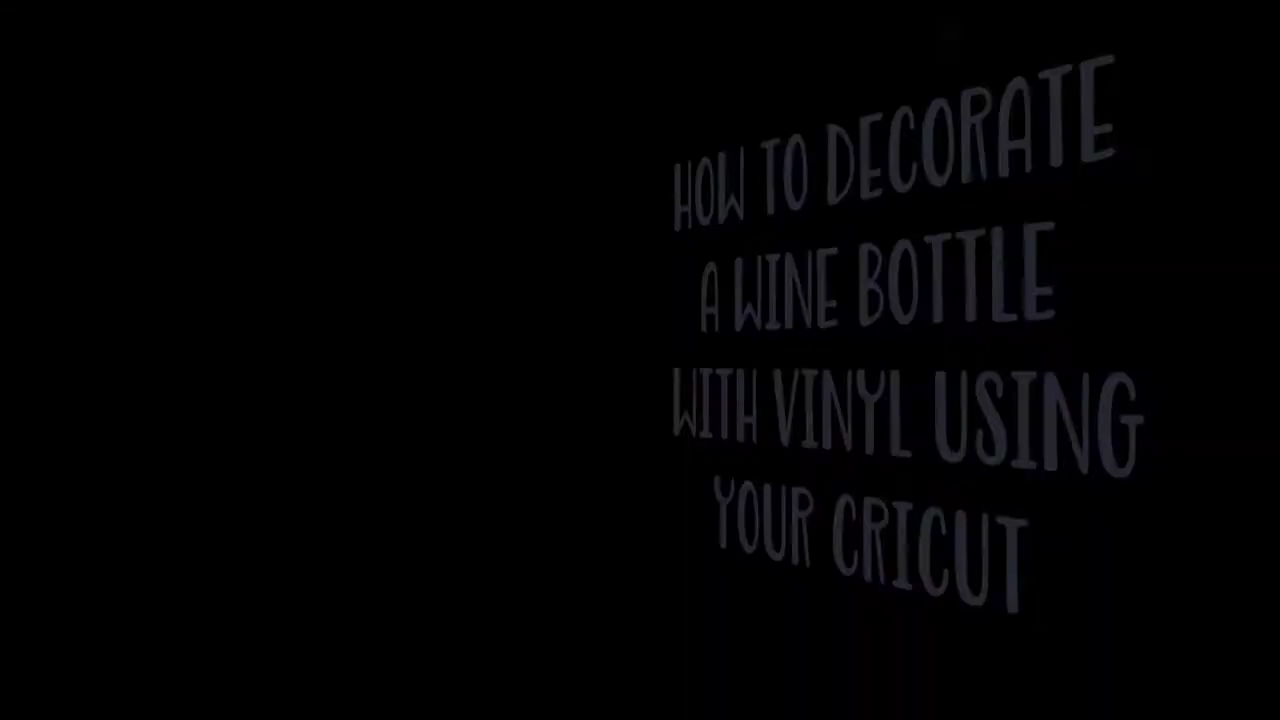 HOW TO DECORATE
A WINE BOTTLE
WITH VINYL USING
YOUR CRICUT